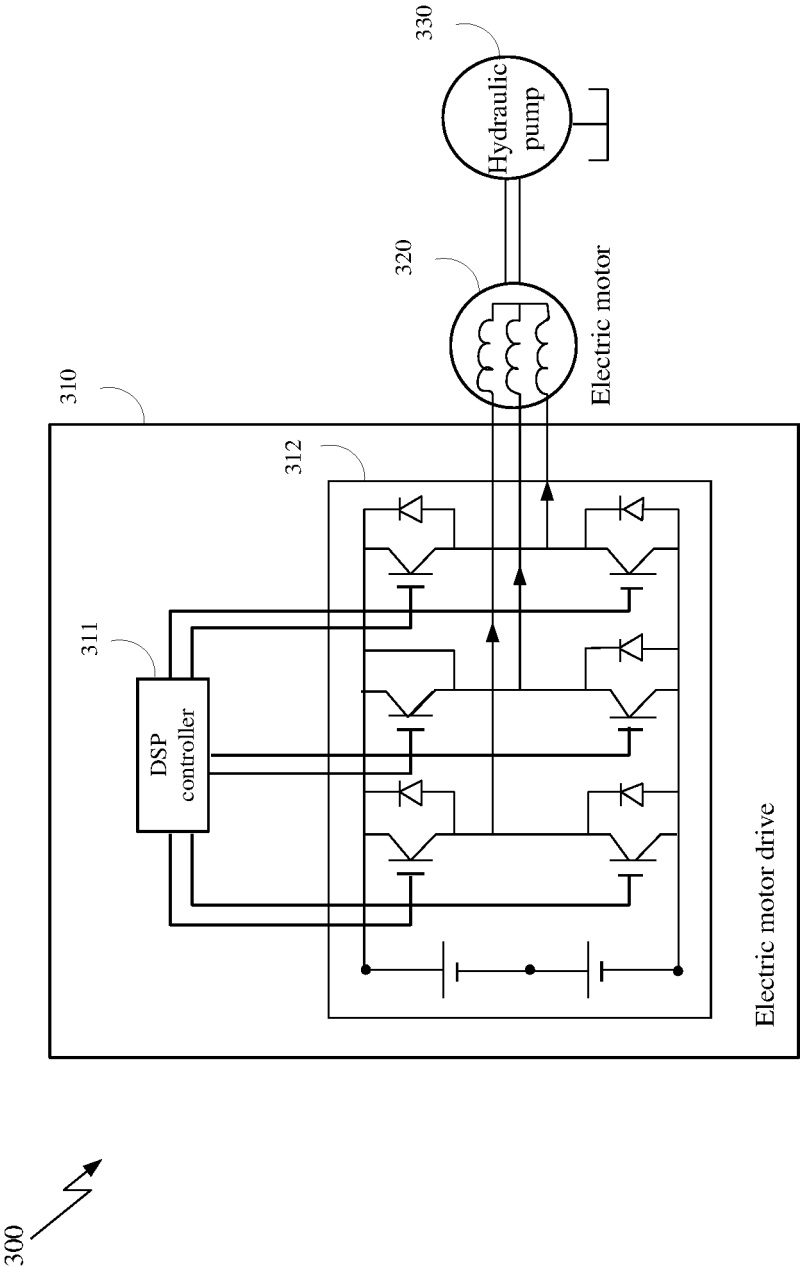 300
310
311
DSP
controller
312
Electric motor drive
320
Electric motor
330
Hydraulic
pump